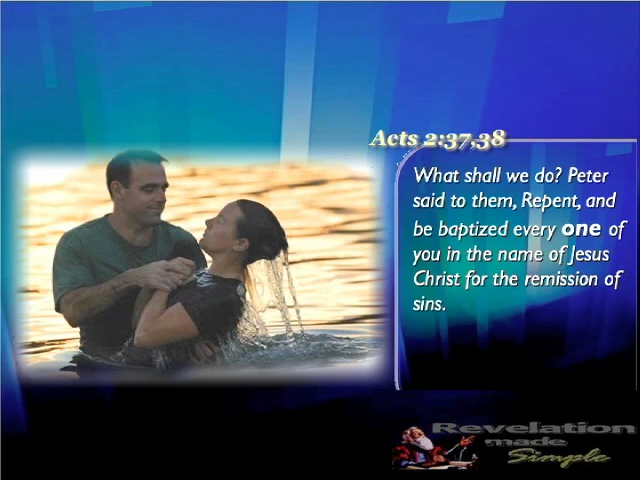 Acts 2:37,38
What shall we do? Peter
said to them, Repent, and
be baptized every one of
you in the name of Jesus
Christ for the remission of
sins.
Revelation
made
Simple